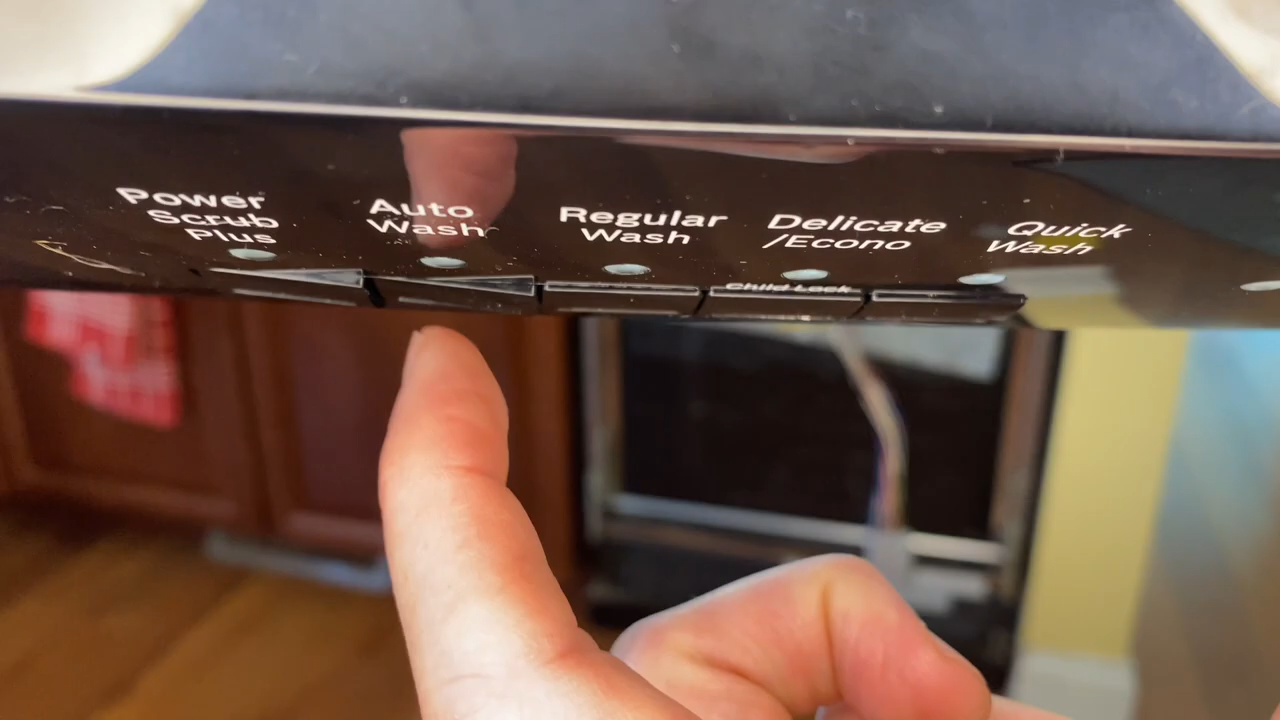 Power
Scrub
Plus
Auto
Wash
Regular
Wash
Delicate
/Econo
Child Lock
Quick
Wash